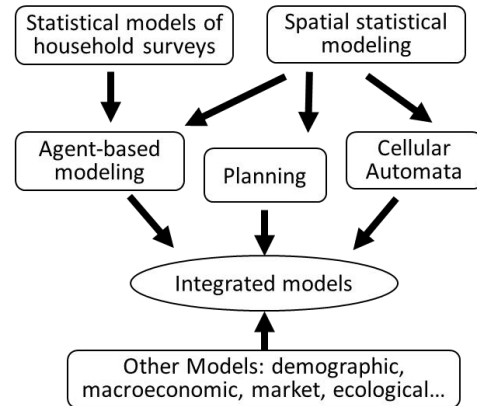 Statistical models of
household surveys
Spatial statistical
modeling
Agent-based
modeling
Planning
Cellular
Automata
Integrated models
Other Models: demographic,
macroeconomic, market, ecological...